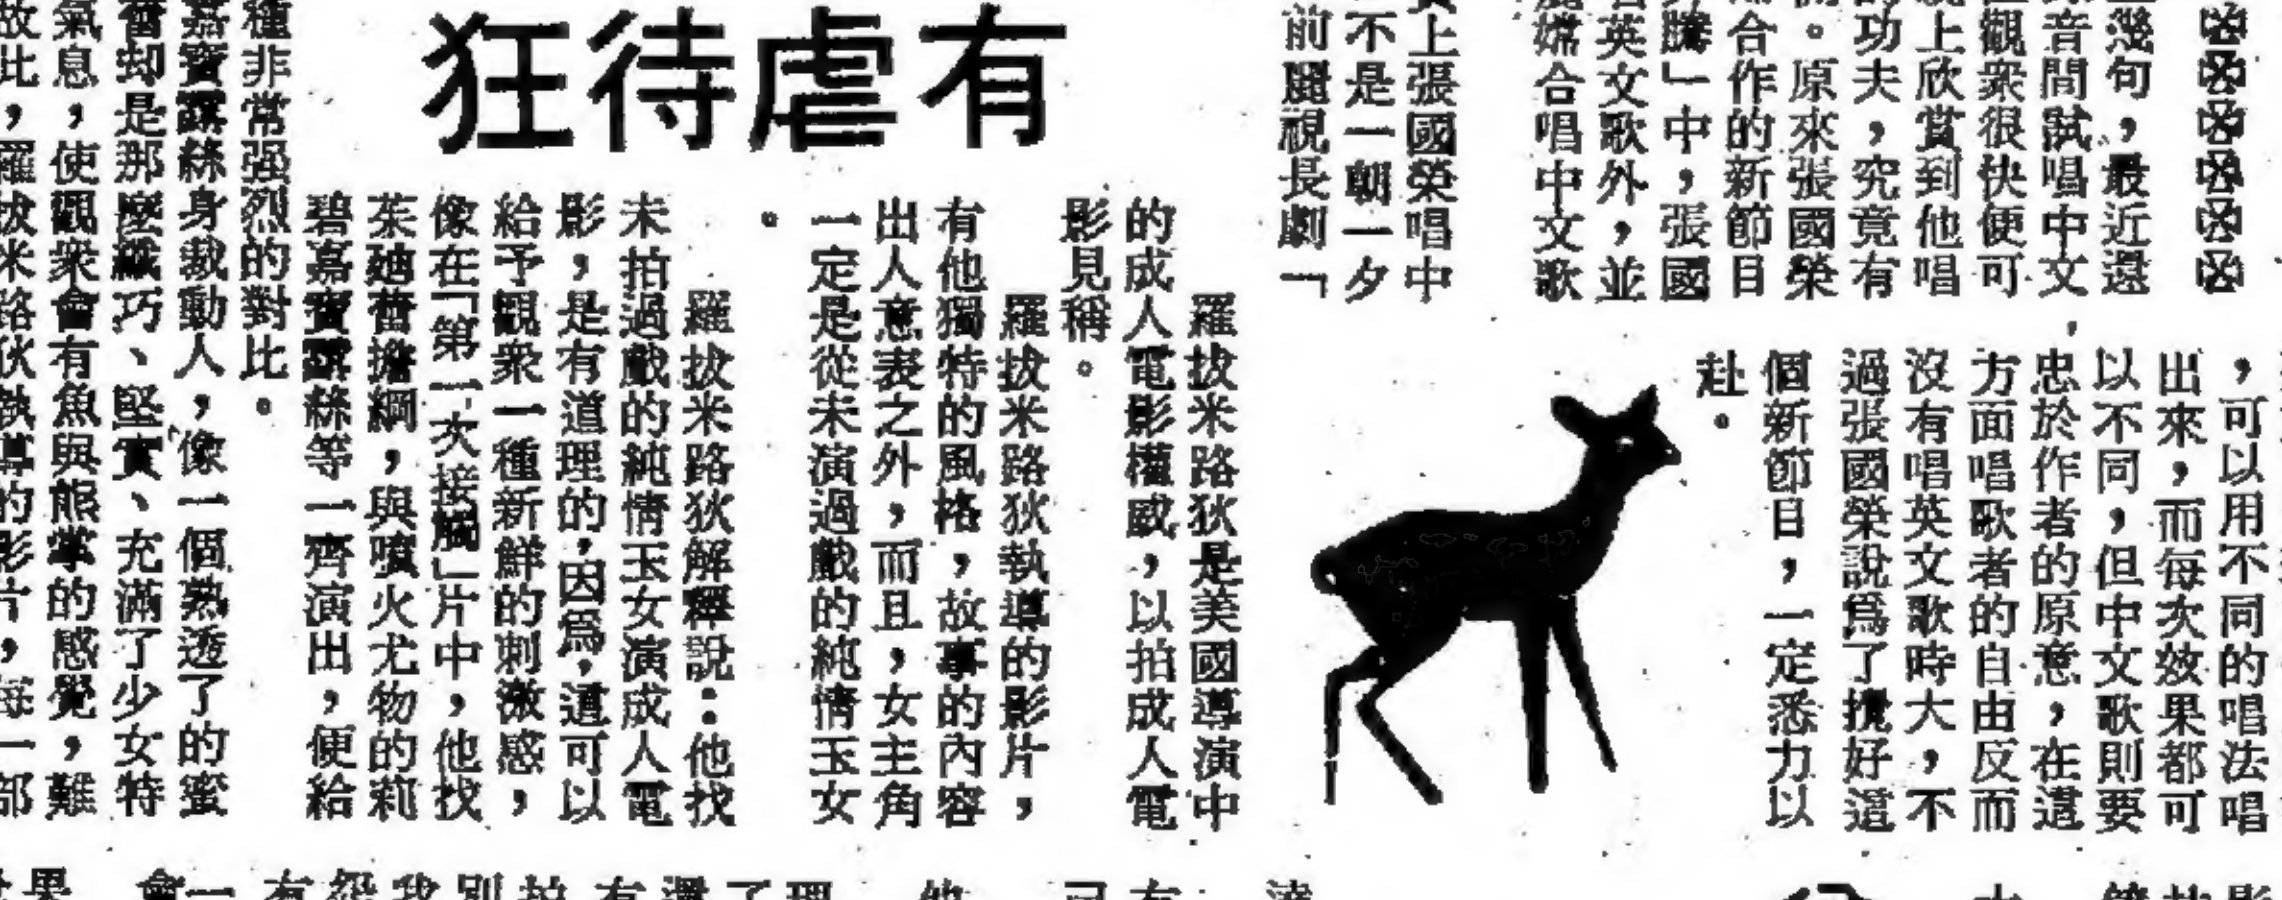 幾句，最近還
音間試唱中文
觀衆很快便可
上欣賞到他唱
功夫，究竟有
。原來張國榮
合作的新節目
騰」中，張國
英文歌外，並
嫦合唱中文歌
，可以用不同的唱法唱
出來，而每次效果都可
以不同，但中文歌則要
忠於作者的原意，在這
方面唱歌者的自由反而
沒有唱英文歌時大，不
過張國榮說爲了攪好這
個新節目，一定悉力以
赴。
上張國榮唱中
不是一朝一夕
前麗視長劇「
有虐待狂
羅拔米路狄是美國導演中
的成人電影權威，以拍成人電
影見稱。
羅拔米路狄執導的影片，
有他獨特的風格，故事的內容
出人意表之外，而且，女主角
一定是從未演過戲的純情玉女
。
羅拔米路狄解釋說：他找
未拍過戲的純情玉女演成人電
影，是有道理的，因爲，這可以
給予觀衆一種新鮮的刺激感，
像在「第一次接觸」片中，他找
茱迪蕾擔綱，與噴火尤物的莉
碧嘉寶露絲等一齊演出，便給
種非常强烈的對比。
嘉寶露絲身裁動人，像一個熟透了的蜜
蕾却是那麼纖巧、堅實、充滿了少女特
氣息，使觀衆會有魚與熊掌的感覺，難
故此，羅拔米路狄執導的影片，每一部